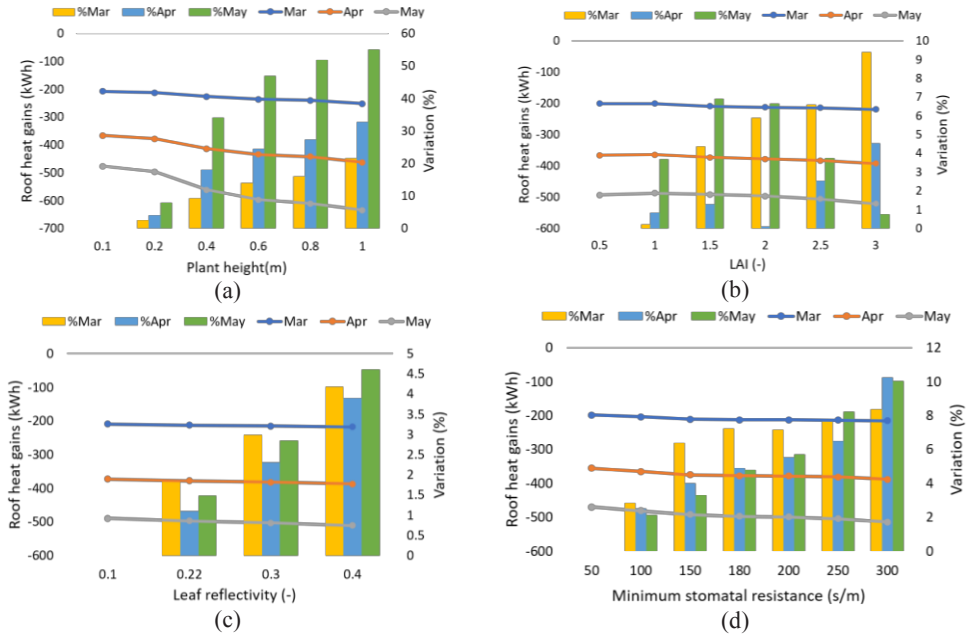 %Mar %Apr %May Mar Apr May
0 -100 -200 -300 -400 -500 -600 -700
Roof heat gains (kWh)
60 50 40 30 20 10 0
Variation (%)
0.1 0.2 0.4 0.6 0.8 1
Plant height(m)
(a)
%Mar %Apr %May Mar Apr May
0 -100 -200 -300 -400 -500 -600
Roof heat gains (kWh)
10 9 8 7 6 5 4 3 2 1 0
Variation (%)
0.5 1 1.5 2 2.5 3
LAI (-)
(b)
%Mar %Apr %May Mar Apr May
0 -100 -200 -300 -400 -500 -600
Roof heat gains (kWh)
5 4.5 4 3.5 3 2.5 2 1.5 1 0.5 0
Variation (%)
0.1 0.22 0.3 0.4
Leaf reflectivity (-)
(c)
%Mar %Apr %May Mar Apr May
0 -100 -200 -300 -400 -500 -600
Roof heat gains (kWh)
12 10 8 6 4 2 0
Variation (%)
50 100 150 180 200 250 300
Minimum stomatal resistance (s/m)
(d)